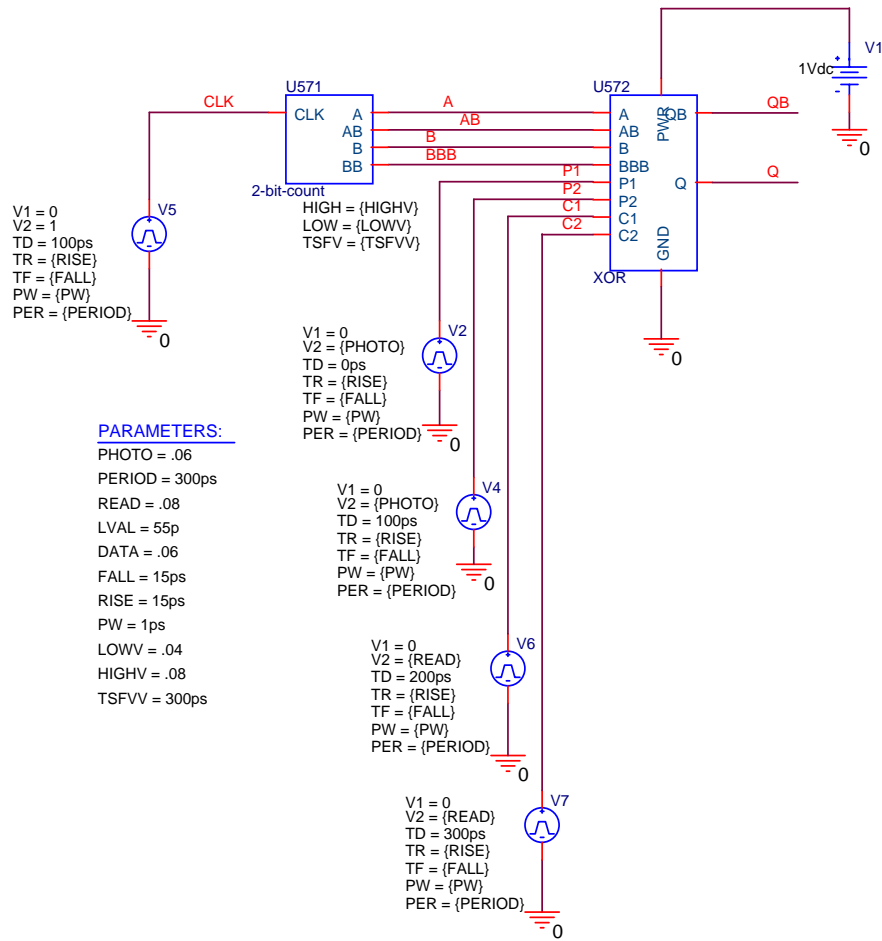 V1
1Vdc
0
U571
CLK
CLK
A
AB
B
BB
2-bit-count
HIGH = {HIGHV}
LOW = {LOWV}
TSFV = {TSFVV}
A
AB
B
BBB
P1
P2
C1
C2
U572
A
AB
B
BBB
P1
P2
C1
C2
PWR
QB
Q
GND
XOR
QB
Q
0
V5
V1 = 0
V2 = 1
TD = 100ps
TR = {RISE}
TF = {FALL}
PW = {PW}
PER = {PERIOD}
0
V2
V1 = 0
V2 = {PHOTO}
TD = 0ps
TR = {RISE}
TF = {FALL}
PW = {PW}
PER = {PERIOD}
0
PARAMETERS:
PHOTO = .06
PERIOD = 300ps
READ = .08
LVAL = 55p
DATA = .06
FALL = 15ps
RISE = 15ps
PW = 1ps
LOWV = .04
HIGHV = .08
TSFVV = 300ps
V4
V1 = 0
V2 = {PHOTO}
TD = 100ps
TR = {RISE}
TF = {FALL}
PW = {PW}
PER = {PERIOD}
0
V6
V1 = 0
V2 = {READ}
TD = 200ps
TR = {RISE}
TF = {FALL}
PW = {PW}
PER = {PERIOD}
0
V7
V1 = 0
V2 = {READ}
TD = 300ps
TR = {RISE}
TF = {FALL}
PW = {PW}
PER = {PERIOD}
0